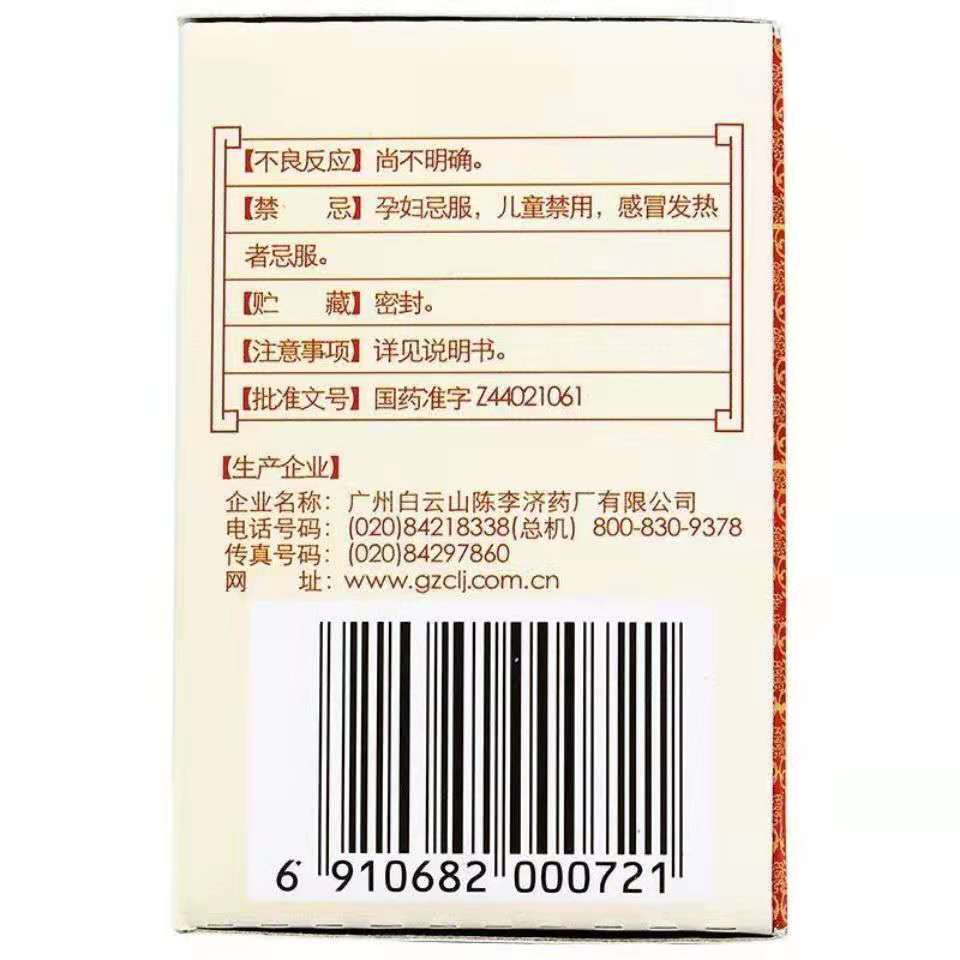 【不良反应】尚不明确。
【禁 忌】孕妇忌服，儿童禁用，感冒发热
者忌服。
【贮 藏】密封。
【注意事项】详见说明书。
【批准文号】国药准字 Z44021061
【生产企业】
企业名称：广州白云山陈李济药厂有限公司
电话号码：(020)84218338(总机) 800-830-9378
传真号码：(020)84297860
网 址：www.gzclj.com.cn
6 910682 000721